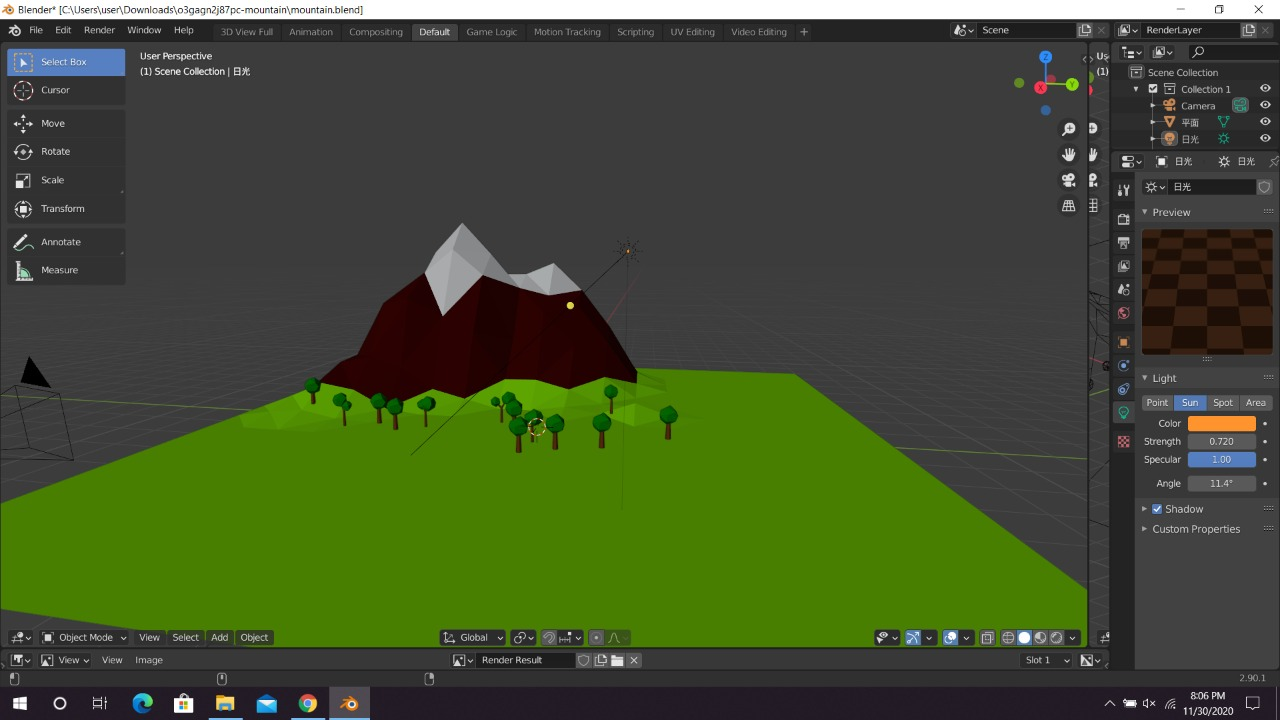 Blender* [C:\Users\user\Downloads\o3gagn2j87pc-mountain\mountain.blend]
File Edit Render Window Help
3D View Full Animation Compositing Default Game Logic Motion Tracking Scripting UV Editing Video Editing +
Scene
RenderLayer
Select Box
Cursor
Move
Rotate
Scale
Transform
Annotate
Measure
User Perspective
(1) Scene Collection | 日光
Z
Y
X
Us
(1)
Scene Collection
Collection 1
Camera
平面
日光
日光 日光
日光
Preview
Light
Point Sun Spot Area
Color
Strength 0.720
Specular 1.00
Angle 11.4°
Shadow
Custom Properties
Object Mode View Select Add Object
Global
View View Image
Render Result
Slot 1
2.90.1
8:06 PM
11/30/2020